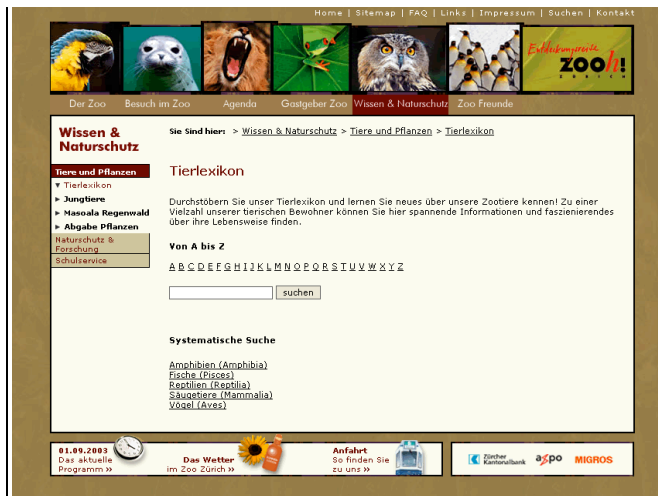 Home | Sitemap | FAQ | Links | Impressum | Suchen | Kontakt
Entdeckungsreise
ZOOh!
ZÜRICH
Der Zoo Besuch im Zoo Agenda Gastgeber Zoo Wissen & Naturschutz Zoo Freunde
Wissen &
Naturschutz
Sie Sind hier: > Wissen & Naturschutz > Tiere und Pflanzen > Tierlexikon
Tiere und Pflanzen
▼ Tierlexikon
► Jungtiere
► Masoala Regenwald
► Abgabe Pflanzen
Naturschutz &
Forschung
Schulservice
Tierlexikon
Durchstöbern Sie unser Tierlexikon und lernen Sie neues über unsere Zootiere kennen! Zu einer
Vielzahl unserer tierischen Bewohner können Sie hier spannende Informationen und faszienierendes
über ihre Lebensweise finden.
Von A bis Z
A B C D E F G H I J K L M N O P Q R S T U V W X Y Z
suchen
Systematische Suche
Amphibien (Amphibia)
Fische (Pisces)
Reptilien (Reptilia)
Säugetiere (Mammalia)
Vögel (Aves)
01.09.2003
Das aktuelle
Programm »
Das Wetter
im Zoo Zürich »
Anfahrt
So finden Sie
zu uns »
Zürcher
Kantonalbank
axpo
MIGROS